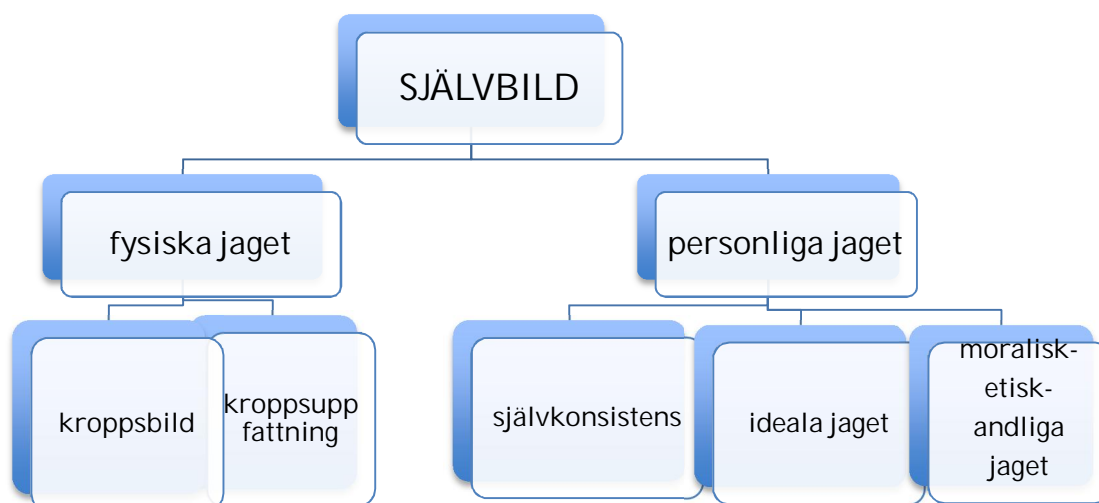 SJÄLVBILD
fysiska jaget
personliga jaget
kroppsbild
kroppsupp
fattning
självkonsistens
ideala jaget
moralisk-
etisk-
andliga
jaget